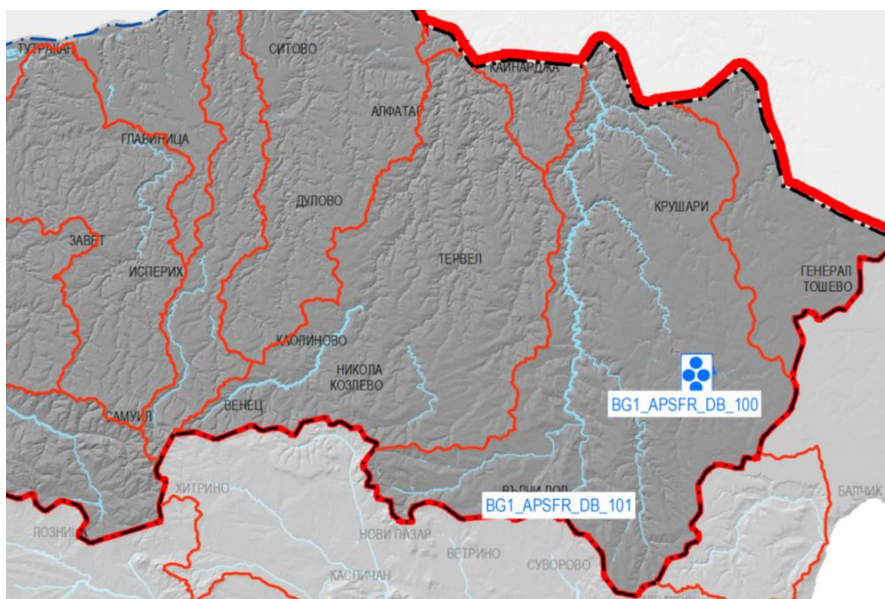 ТУТРАКАН
СИТОВО
КАЙНАРДЖА
АЛФАТАР
ГЛАВИНИЦА
ДУЛОВО
КРУШАРИ
ЗАВЕТ
ТЕРВЕЛ
ИСПЕРИХ
ГЕНЕРАЛ
ТОШЕВО
КАОЛИНОВО
НИКОЛА
КОЗЛЕВО
BG1_APSFR_DB_100
ВЕНЕЦ
САМУИЛ
ХИТРИНО
ВЪЛЧИ ДОЛ
BG1_APSFR_DB_101
БАЛЧИК
НОВИ ПАЗАР
ВЕТРИНО
СУВОРОВО
КАСПИЧАН